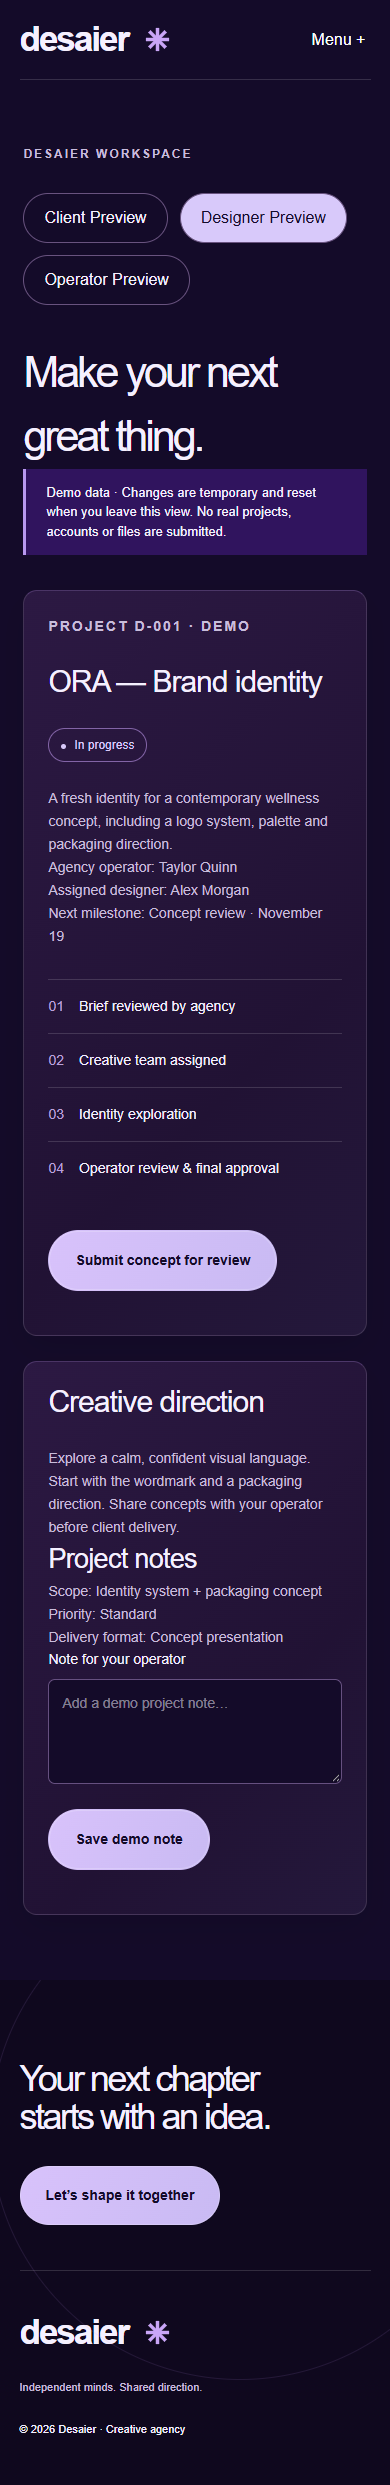 desaier
Menu +
DESAIER WORKSPACE
Client Preview
Designer Preview
Operator Preview
Make your next
great thing.
Demo data · Changes are temporary and reset
when you leave this view. No real projects,
accounts or files are submitted.
PROJECT D-001 · DEMO
ORA — Brand identity
In progress
A fresh identity for a contemporary wellness
concept, including a logo system, palette and
packaging direction.
Agency operator: Taylor Quinn
Assigned designer: Alex Morgan
Next milestone: Concept review · November
19
01 Brief reviewed by agency
02 Creative team assigned
03 Identity exploration
04 Operator review & final approval
Submit concept for review
Creative direction
Explore a calm, confident visual language.
Start with the wordmark and a packaging
direction. Share concepts with your operator
before client delivery.
Project notes
Scope: Identity system + packaging concept
Priority: Standard
Delivery format: Concept presentation
Note for your operator
Add a demo project note...
Save demo note
Your next chapter
starts with an idea.
Let's shape it together
desaier
Independent minds. Shared direction.
© 2026 Desaier · Creative agency